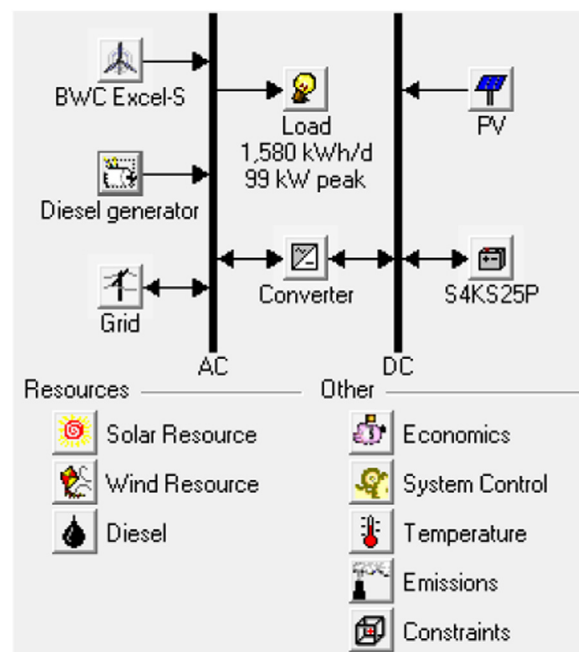 BWC Excel-S
Load
1,580 kWh/d
99 kW peak
PV
Diesel generator
Grid
Converter
S4KS25P
AC
DC
Resources
Other
Solar Resource
Economics
Wind Resource
System Control
Diesel
Temperature
Emissions
Constraints